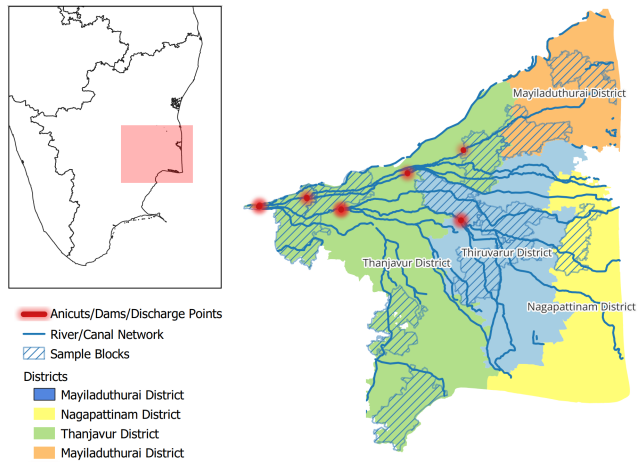 Mayiladuthurai District
Thiruvarur District
Thanjavur District
Nagapattinam District
Anicuts/Dams/Discharge Points
River/Canal Network
Sample Blocks
Districts
Mayiladuthurai District
Nagapattinam District
Thanjavur District
Mayiladuthurai District